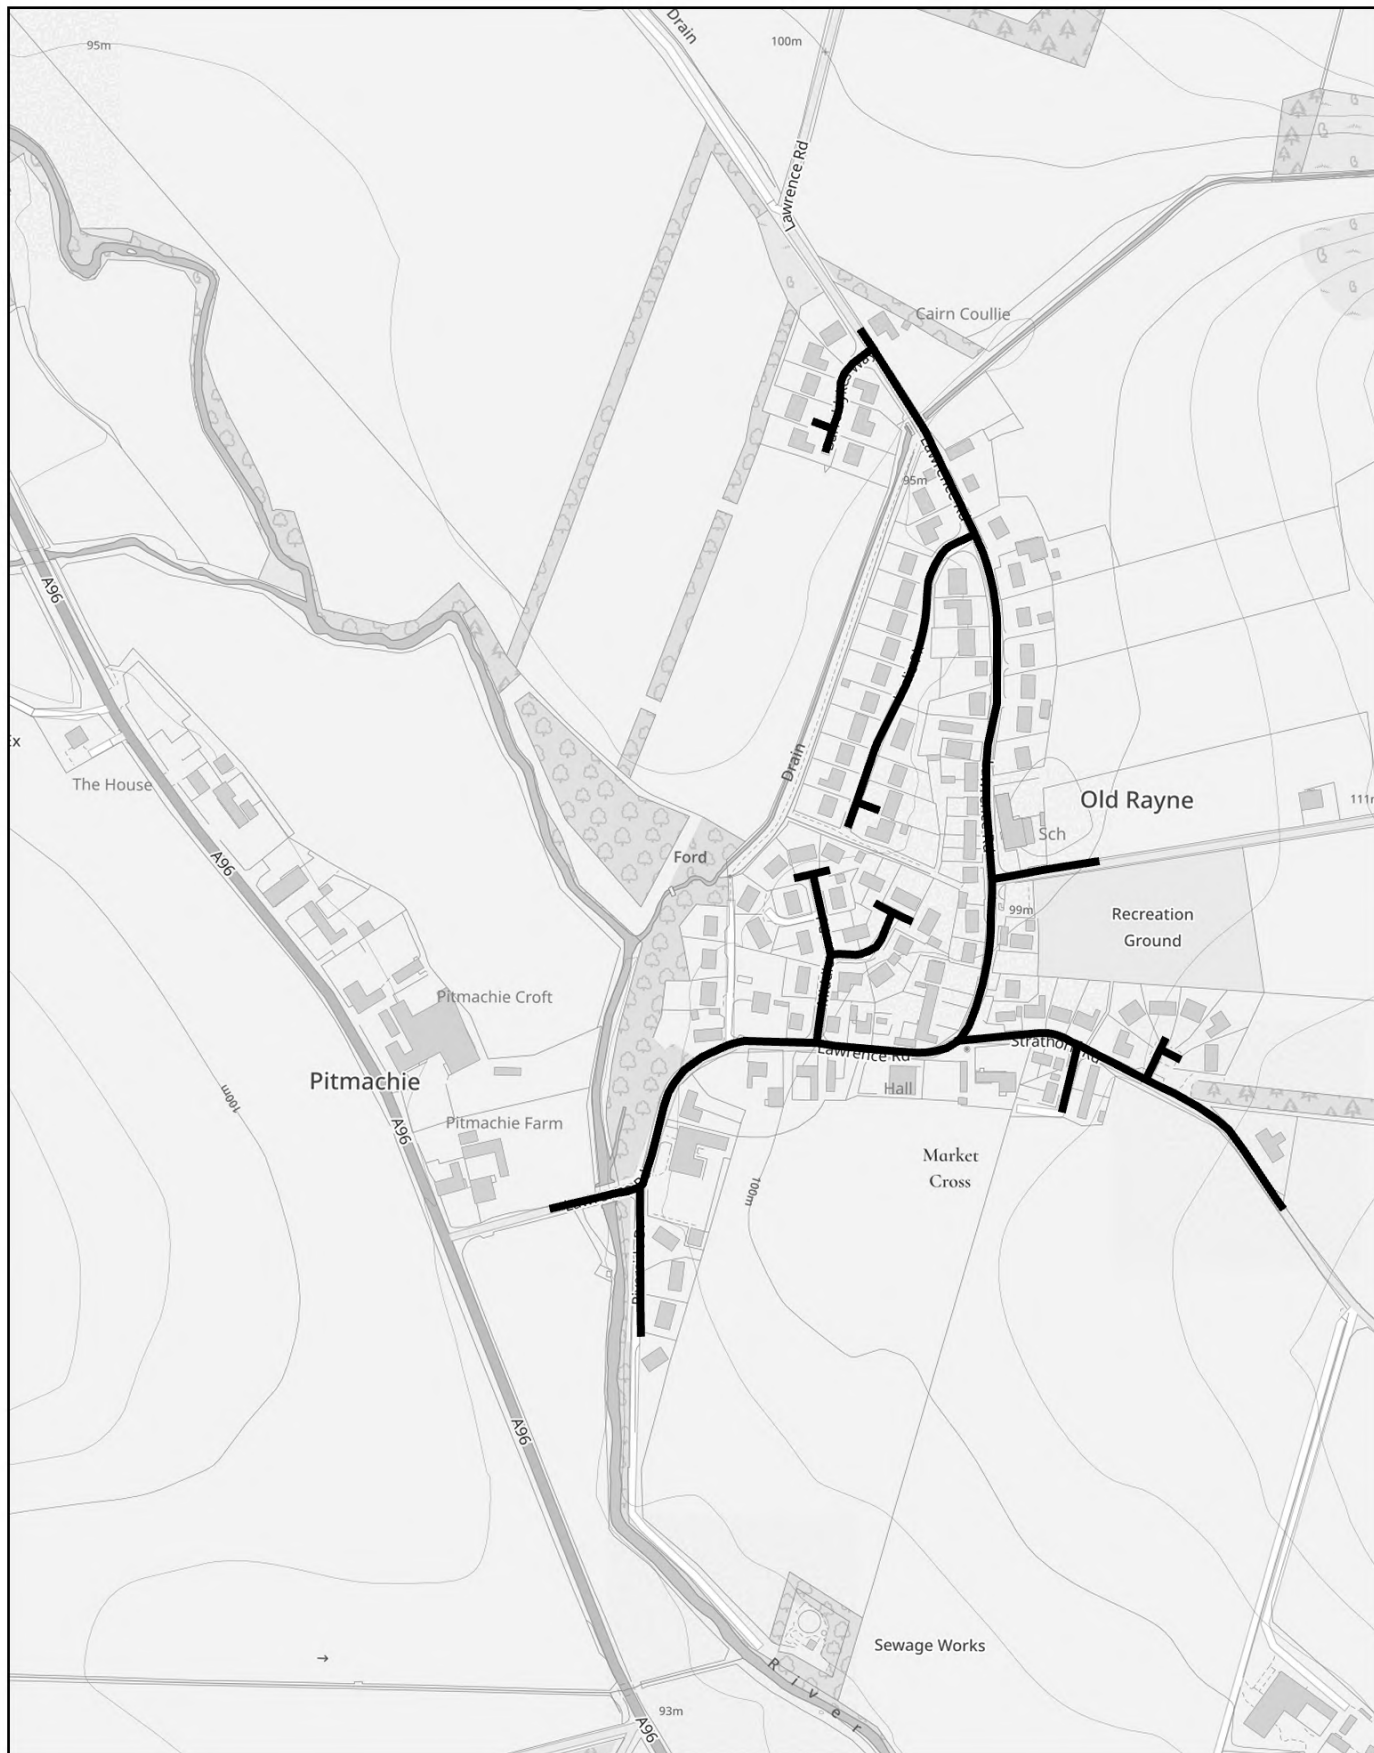 Drain
95m
100m
Lawrence Rd
Cairn Coullie
Lawrence Rd
95m
A96
The House
Drain
Old Rayne
111m
Sch
A96
Ford
99m
Recreation
Ground
Pitmachie Croft
Lawrence Rd
Hall
Pitmachie
100m
A96
Pitmachie Farm
Market
Cross
100m
A96
Sewage Works
River
93m
A96